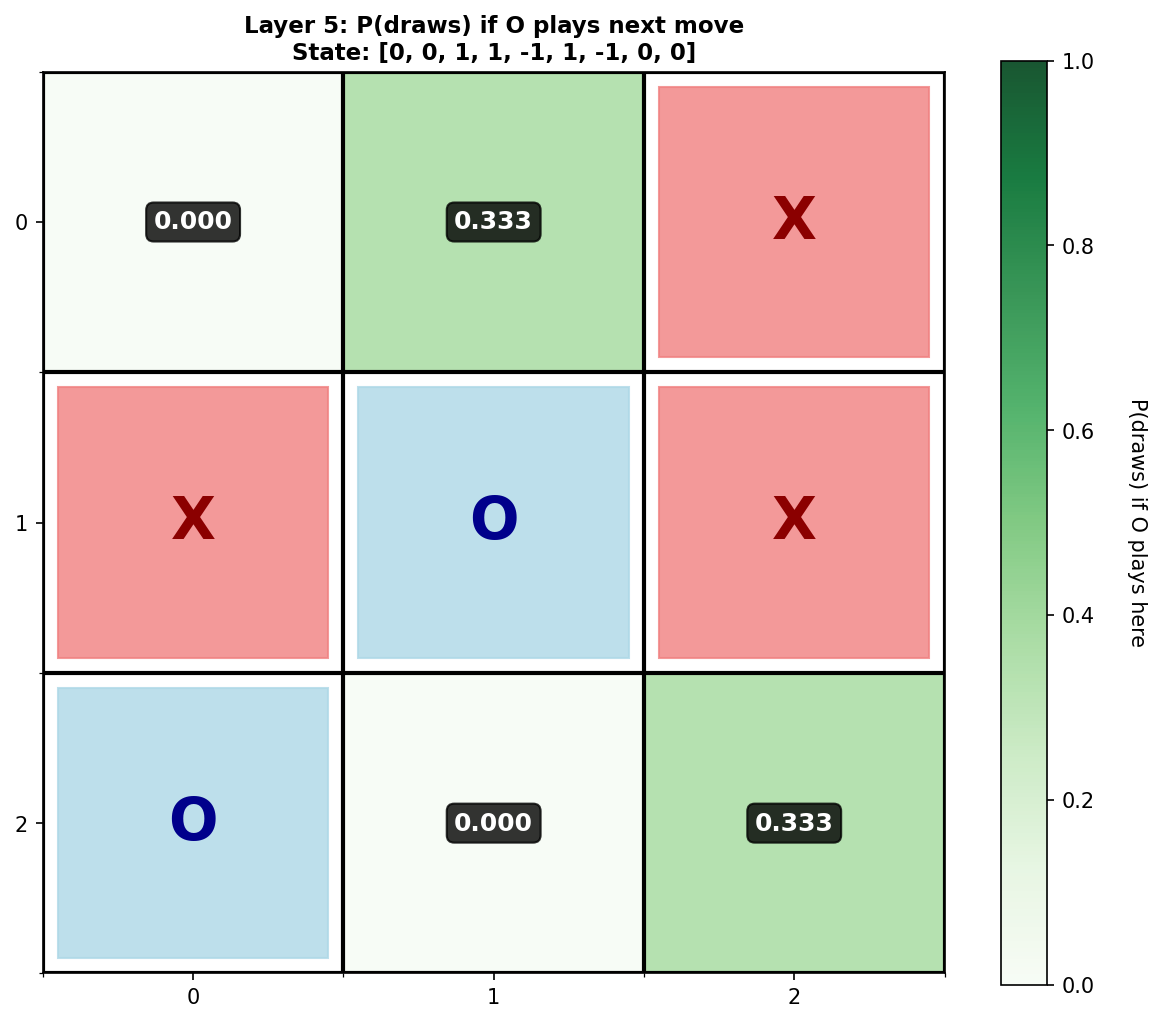 Layer 5: P(draws) if O plays next move
State: [0, 0, 1, 1, -1, 1, -1, 0, 0]
0
0.000
0.333
X
1
X
O
X
2
O
0.000
0.333
0
1
2
1.0
0.8
0.6
0.4
0.2
0.0
P(draws) if O plays here